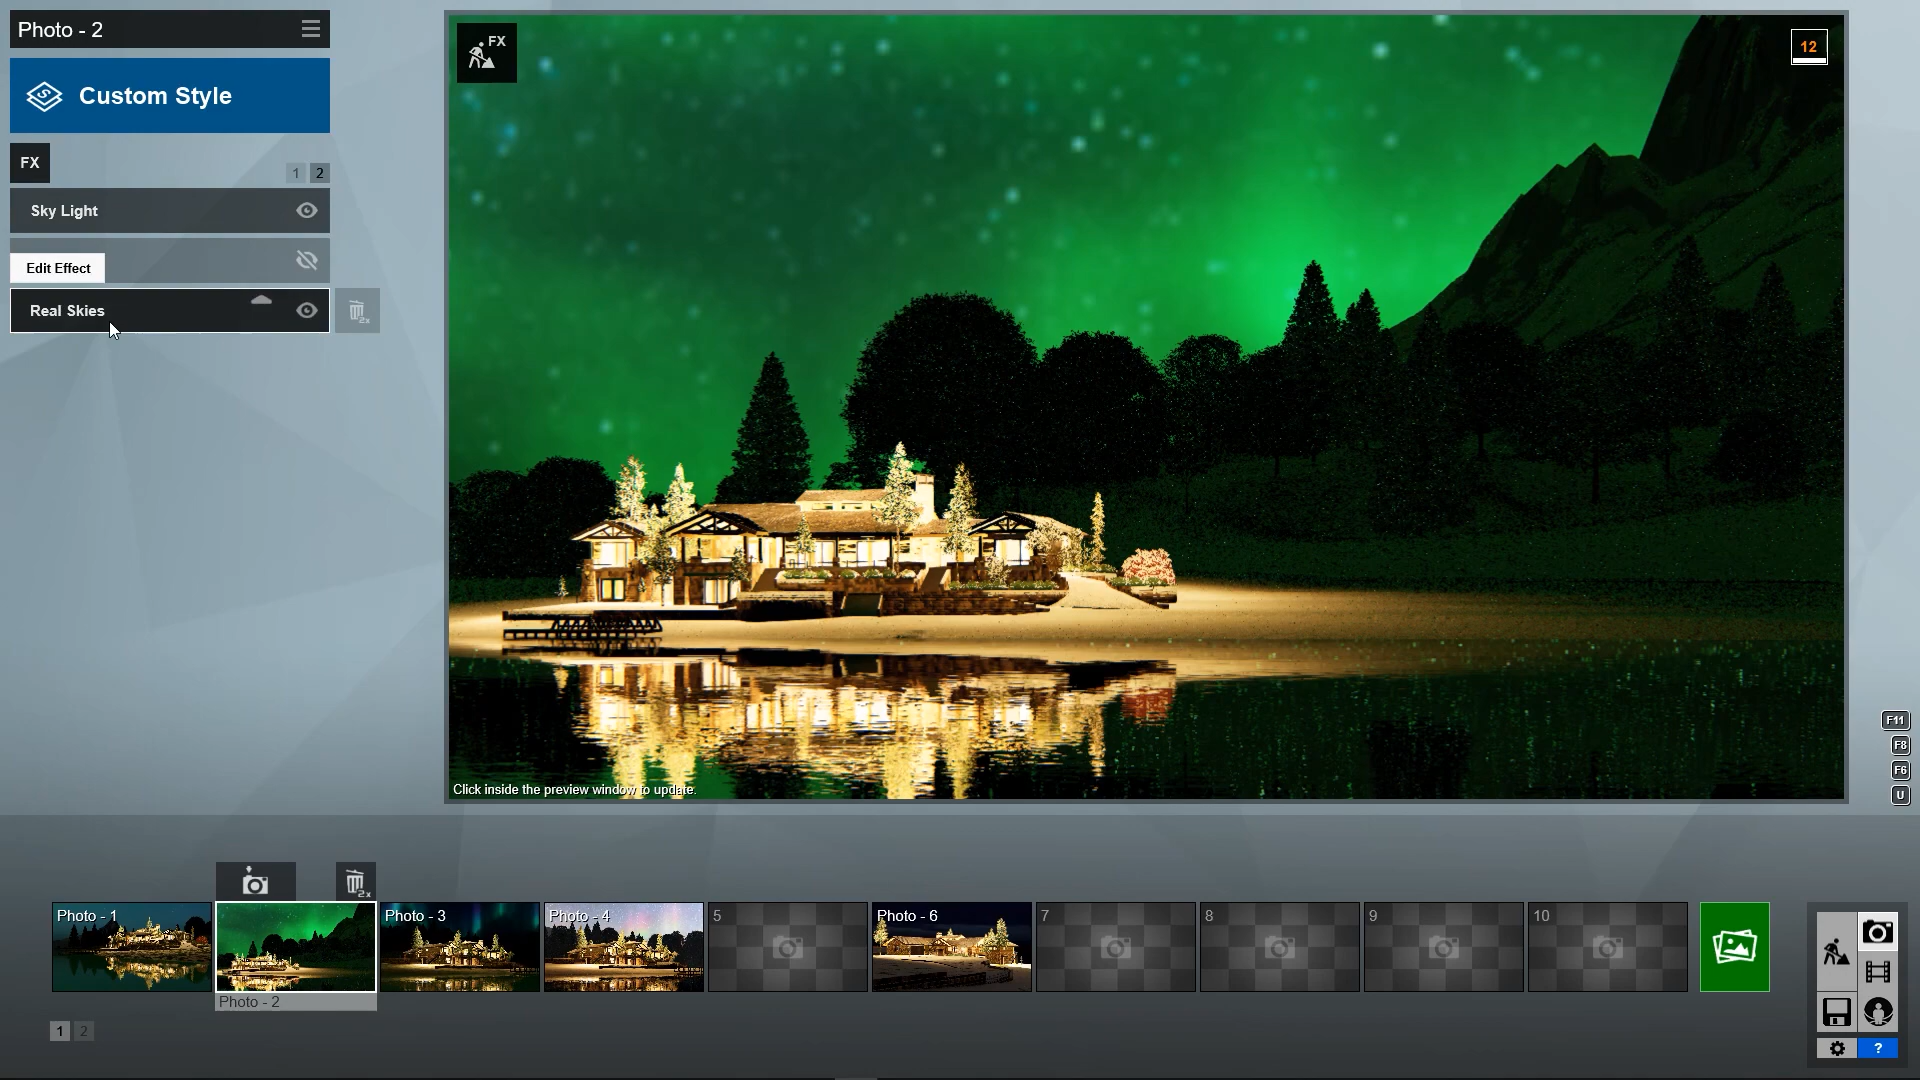 Photo - 2
Custom Style
FX
1 2
Sky Light
Edit Effect
Real Skies
2x
FX
12
Click inside the preview window to update.
F11
F8
F6
U
2x
Photo - 1
Photo - 3
Photo - 4
5
Photo - 6
7
8
9
10
Photo - 2
1 2
?